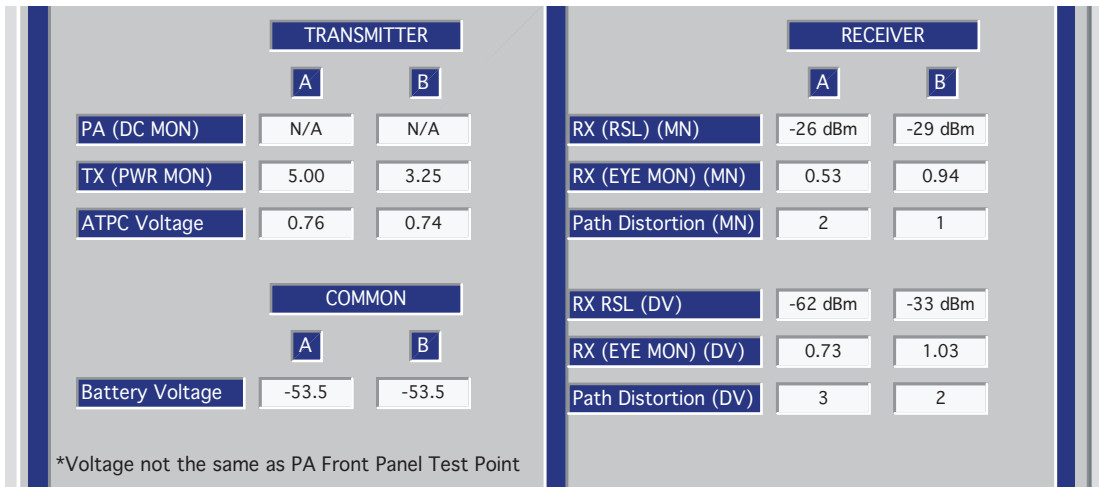 TRANSMITTER
A B
PA (DC MON) N/A N/A
TX (PWR MON) 5.00 3.25
ATPC Voltage 0.76 0.74
COMMON
A B
Battery Voltage -53.5 -53.5
*Voltage not the same as PA Front Panel Test Point
RECEIVER
A B
RX (RSL) (MN) -26 dBm -29 dBm
RX (EYE MON) (MN) 0.53 0.94
Path Distortion (MN) 2 1
RX RSL (DV) -62 dBm -33 dBm
RX (EYE MON) (DV) 0.73 1.03
Path Distortion (DV) 3 2